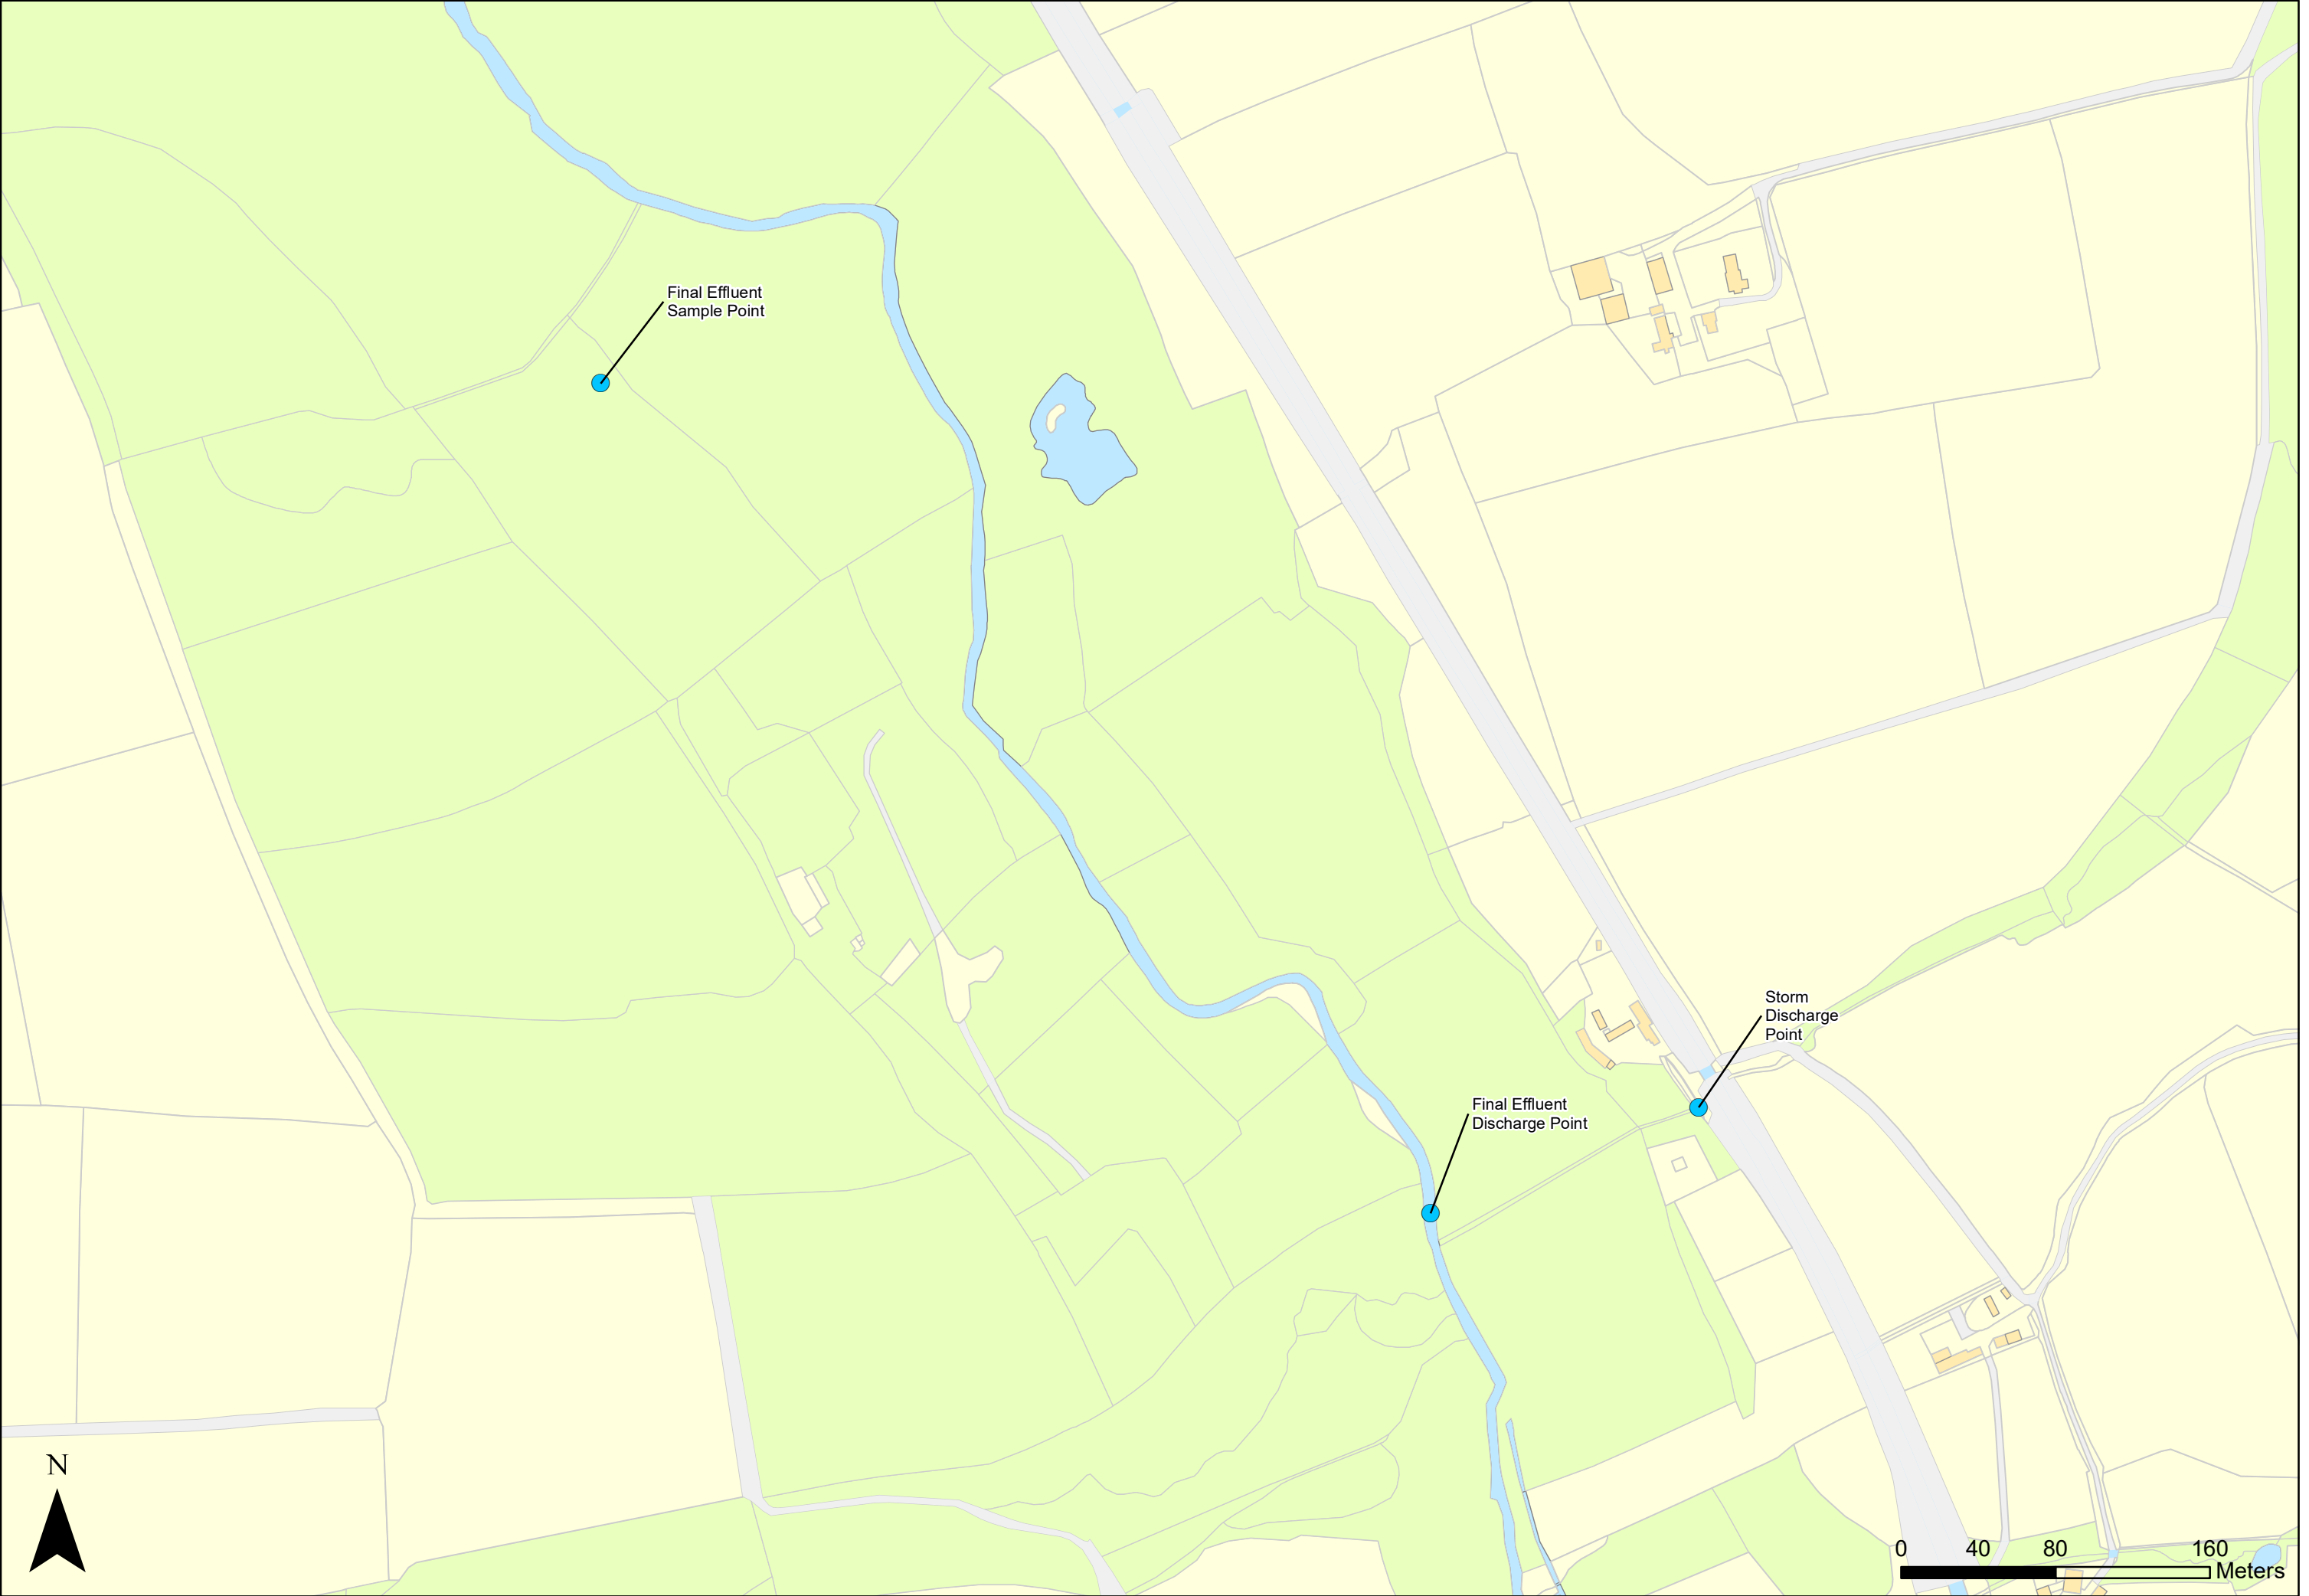 Final Effluent
Sample Point
Storm
Discharge
Point
Final Effluent
Discharge Point
N
0 40 80 160
Meters